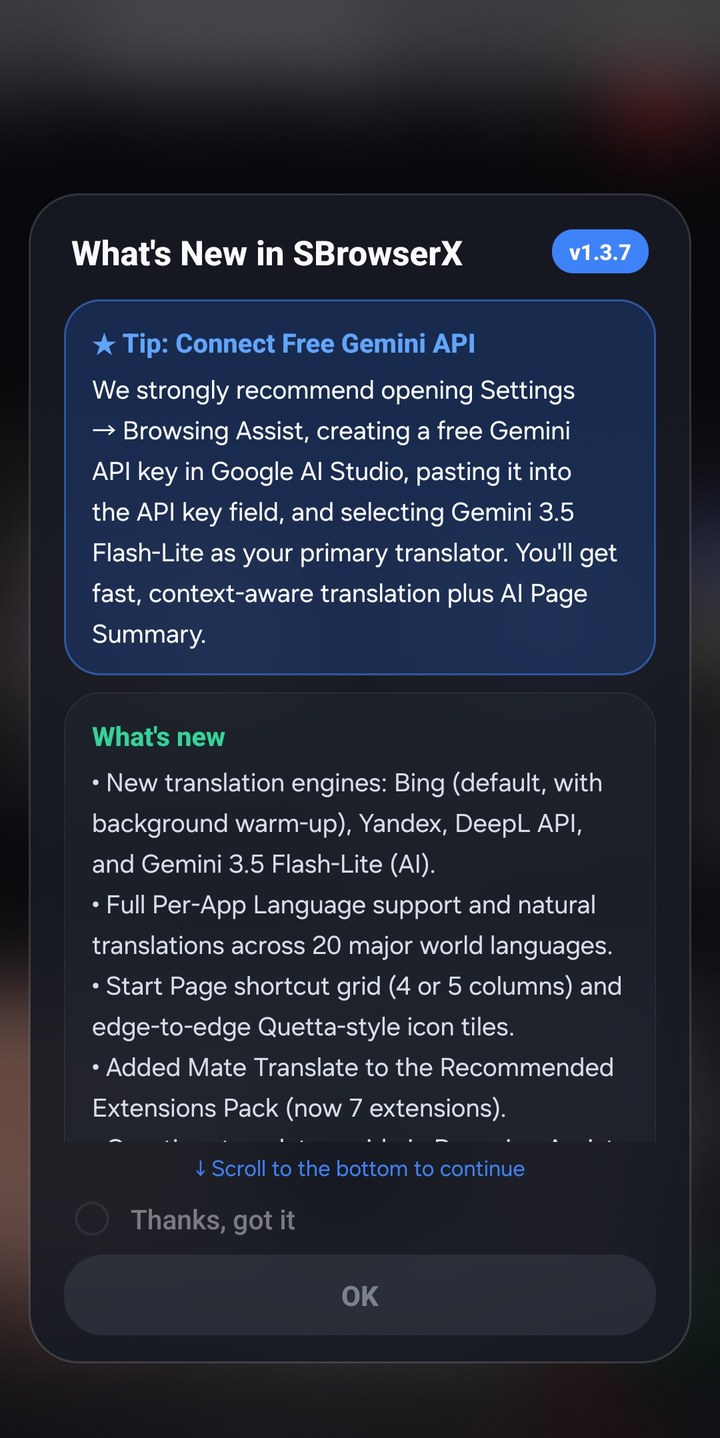 What's New in SBrowserX
v1.3.7
★ Tip: Connect Free Gemini API
We strongly recommend opening Settings
→ Browsing Assist, creating a free Gemini
API key in Google AI Studio, pasting it into
the API key field, and selecting Gemini 3.5
Flash-Lite as your primary translator. You'll get
fast, context-aware translation plus AI Page
Summary.
What's new
• New translation engines: Bing (default, with
background warm-up), Yandex, DeepL API,
and Gemini 3.5 Flash-Lite (AI).
• Full Per-App Language support and natural
translations across 20 major world languages.
• Start Page shortcut grid (4 or 5 columns) and
edge-to-edge Quetta-style icon tiles.
• Added Mate Translate to the Recommended
Extensions Pack (now 7 extensions).
↓ Scroll to the bottom to continue
Thanks, got it
OK